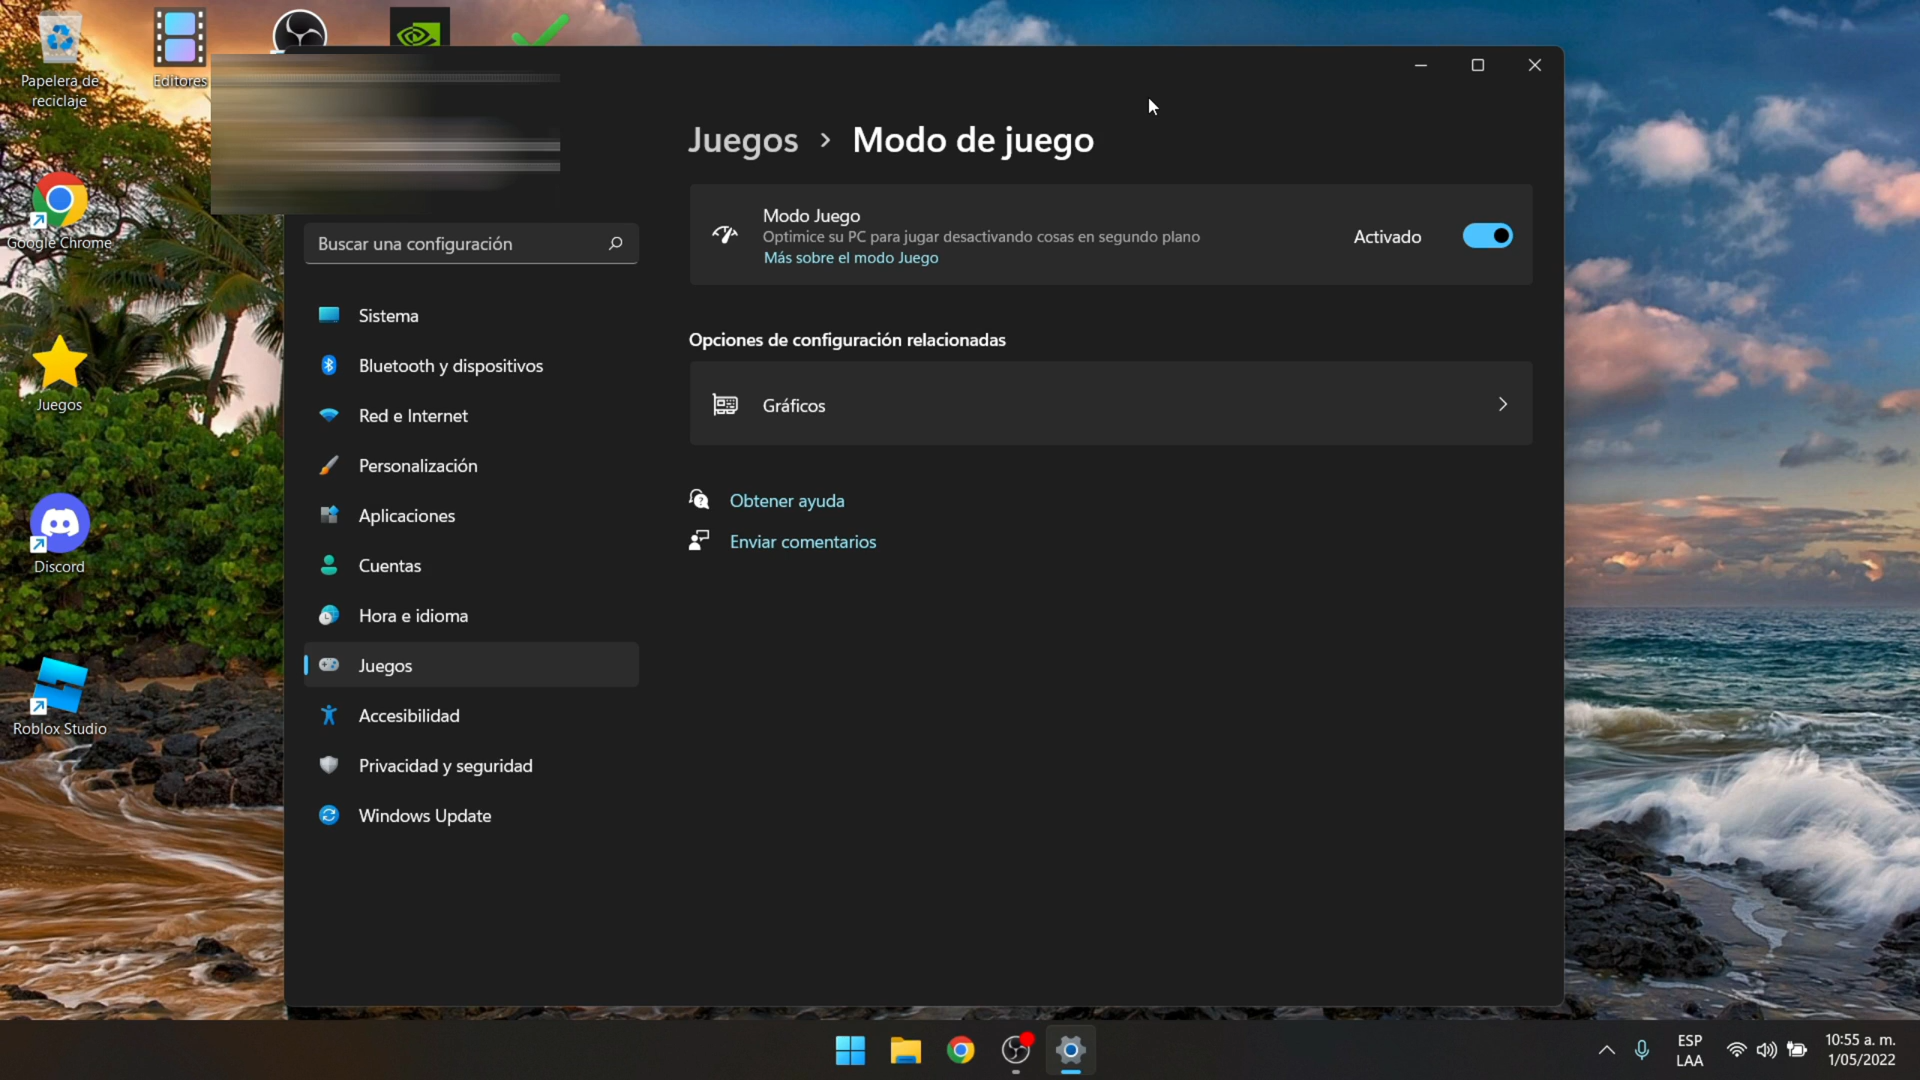 Papelera de
reciclaje
Editores
Google Chrome
Juegos
Discord
Roblox Studio
Juegos › Modo de juego
Modo Juego
Optimice su PC para jugar desactivando cosas en segundo plano
Más sobre el modo Juego
Activado
Buscar una configuración
Opciones de configuración relacionadas
Gráficos
Obtener ayuda
Enviar comentarios
Sistema
Bluetooth y dispositivos
Red e Internet
Personalización
Aplicaciones
Cuentas
Hora e idioma
Juegos
Accesibilidad
Privacidad y seguridad
Windows Update
ESP
LAA
10:55 a. m.
1/05/2022